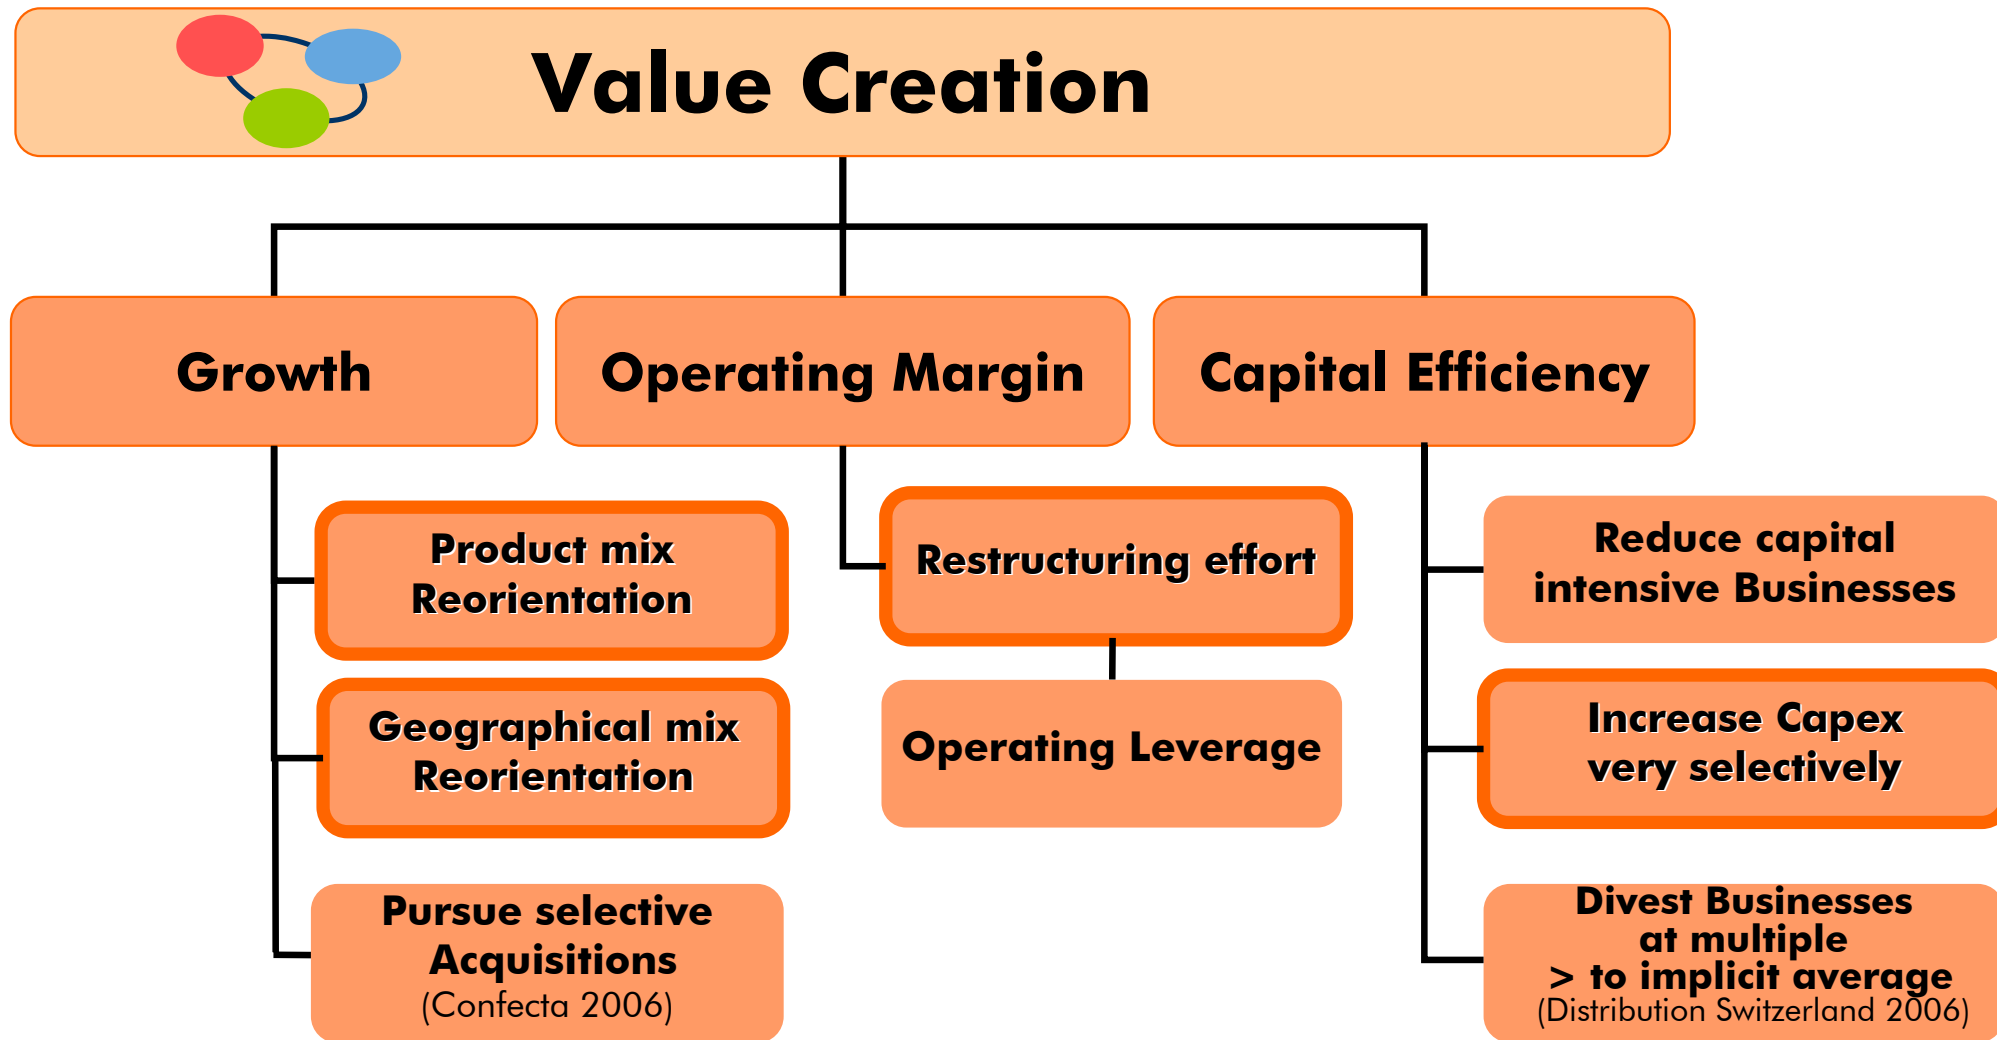 Value Creation
Growth
Operating Margin
Capital Efficiency
Product mix
Reorientation
Geographical mix
Reorientation
Pursue selective
Acquisitions
(Confecta 2006)
Restructuring effort
Operating Leverage
Reduce capital
intensive Businesses
Increase Capex
very selectively
Divest Businesses
at multiple
> to implicit average
(Distribution Switzerland 2006)